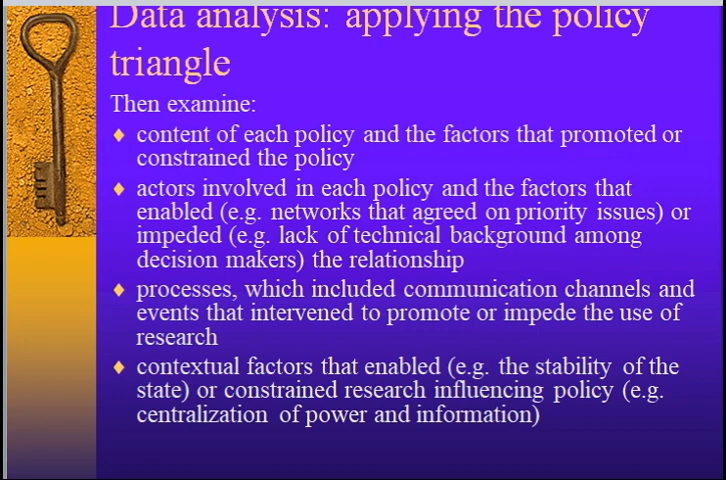 Data analysis: applying the policy
triangle
Then examine:
♦ content of each policy and the factors that promoted or
constrained the policy
♦ actors involved in each policy and the factors that
enabled (e.g. networks that agreed on priority issues) or
impeded (e.g. lack of technical background among
decision makers) the relationship
♦ processes, which included communication channels and
events that intervened to promote or impede the use of
research
♦ contextual factors that enabled (e.g. the stability of the
state) or constrained research influencing policy (e.g.
centralization of power and information)